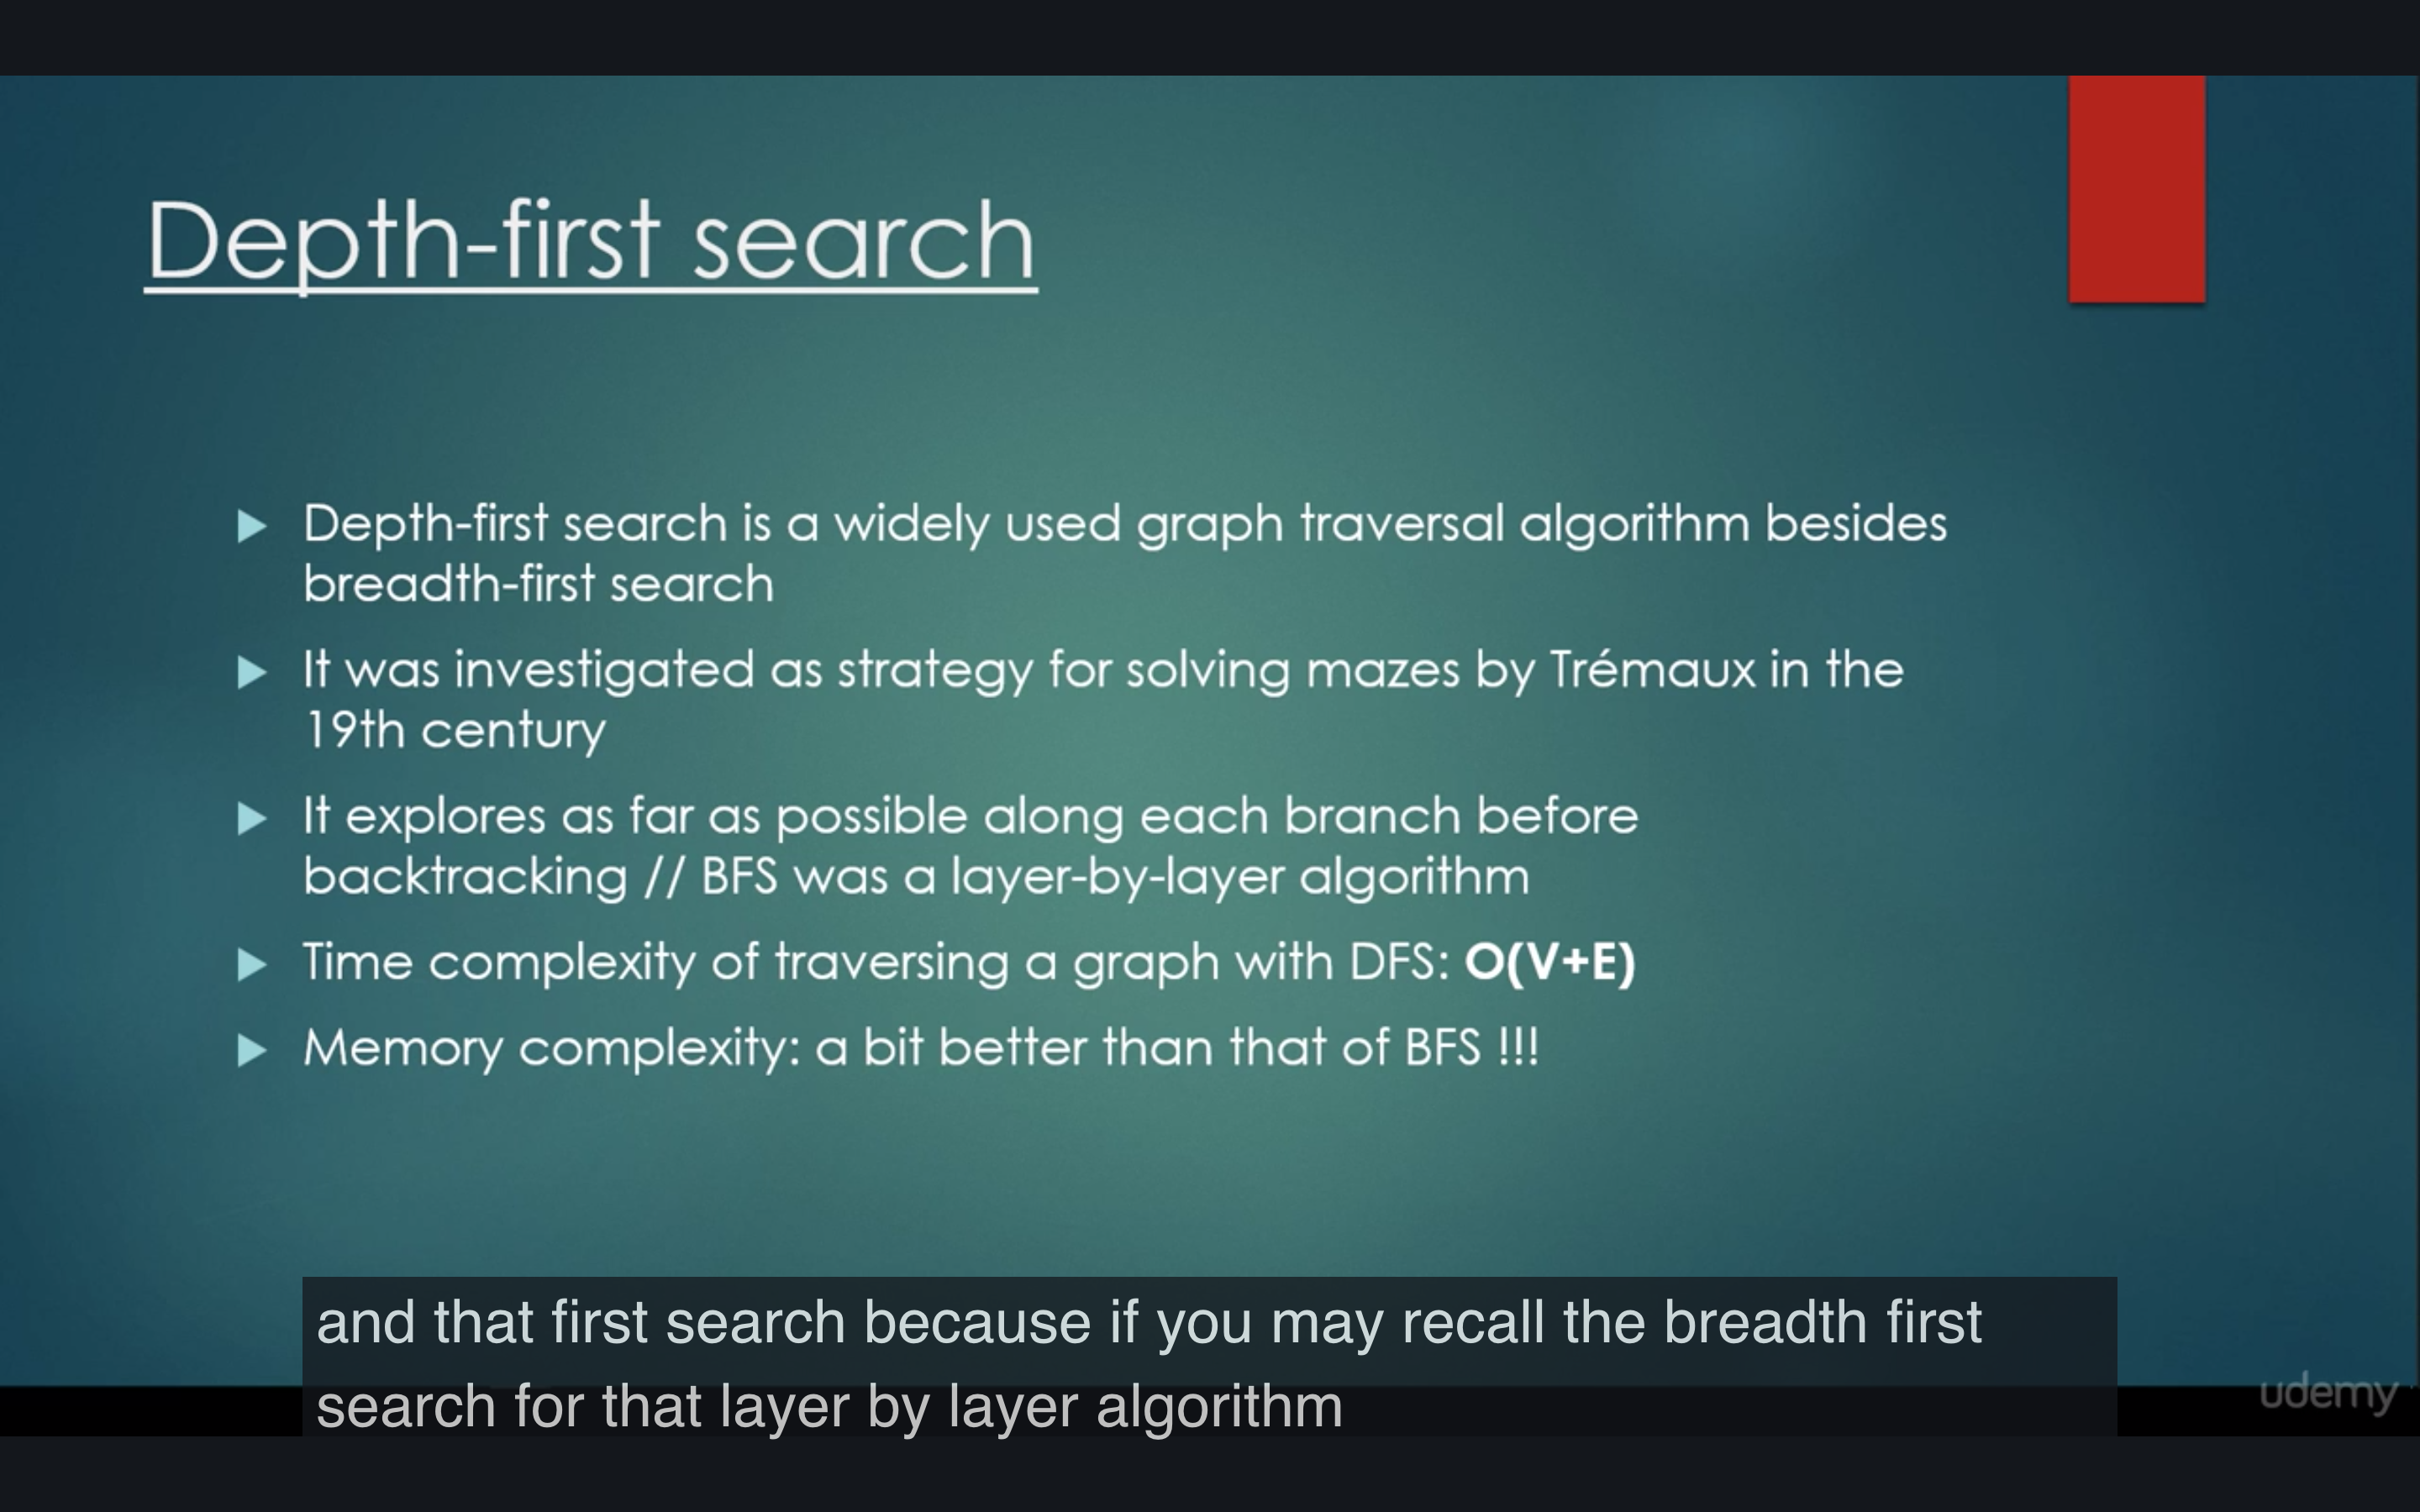 Depth-first search
Depth-first search is a widely used graph traversal algorithm besides
breadth-first search
It was investigated as strategy for solving mazes by Trémaux in the
19th century
It explores as far as possible along each branch before
backtracking // BFS was a layer-by-layer algorithm
Time complexity of traversing a graph with DFS: O(V+E)
Memory complexity: a bit better than that of BFS !!!
and that first search because if you may recall the breadth first
search for that layer by layer algorithm
udemy